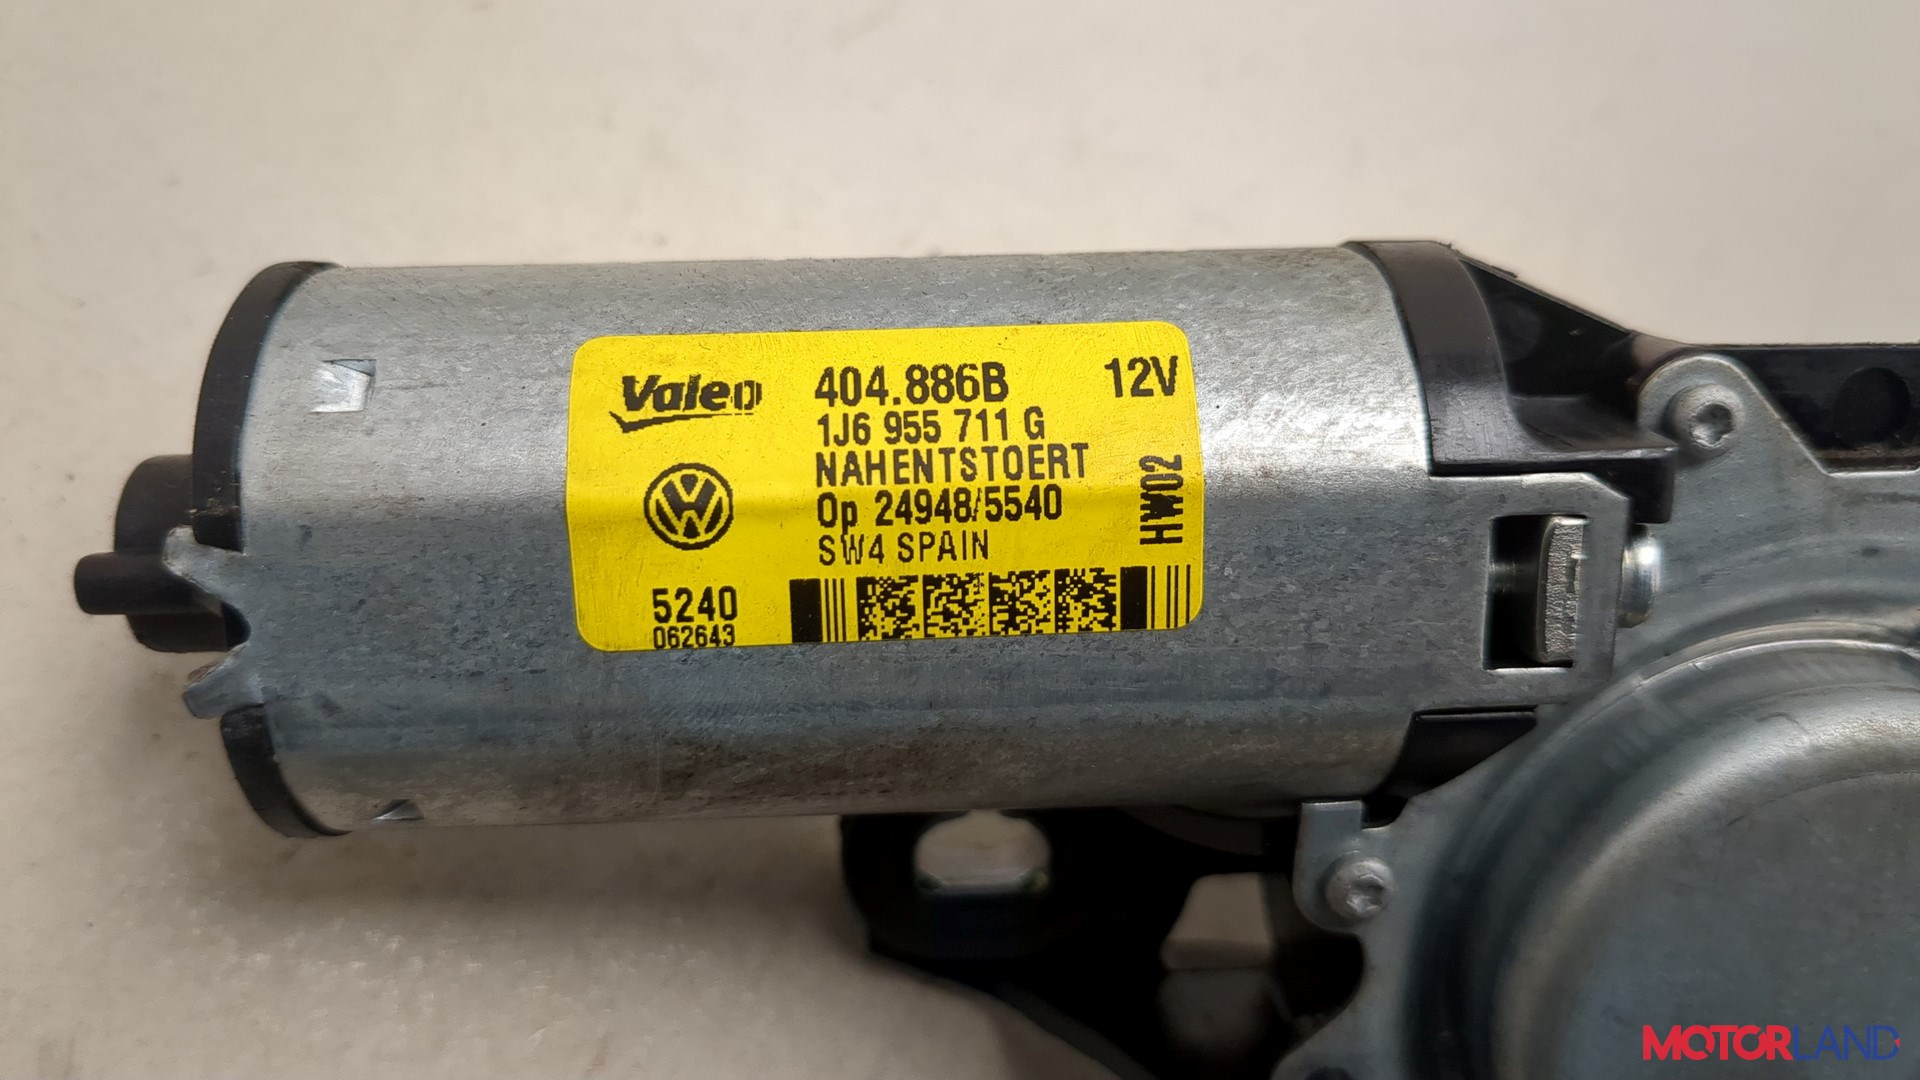 Valeo 404.886B 12V
1J6 955 711 G
NAHENTSTOERT
Op 24948/5540
SW4 SPAIN
HW02
5240
062643
MOTORLAND